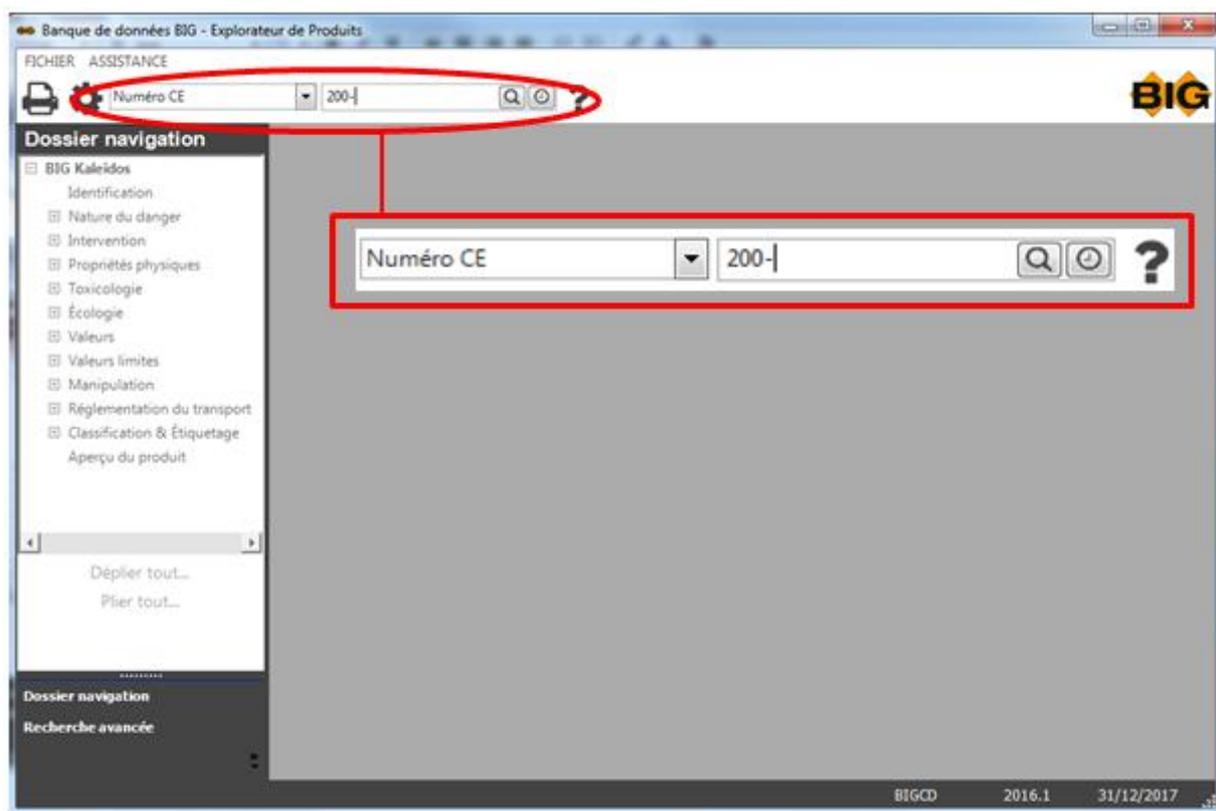 Banque de données BIG - Explorateur de Produits
FICHIER ASSISTANCE
Numéro CE 200- ?
BIG
Dossier navigation
BIG Kaleidos
Identification
Nature du danger
Intervention
Propriétés physiques
Toxicologie
Écologie
Valeurs
Valeurs limites
Manipulation
Réglementation du transport
Classification & Étiquetage
Aperçu du produit
Numéro CE 200- ?
Déplier tout...
Plier tout...
Dossier navigation
Recherche avancée
BIGCD 2016.1 31/12/2017